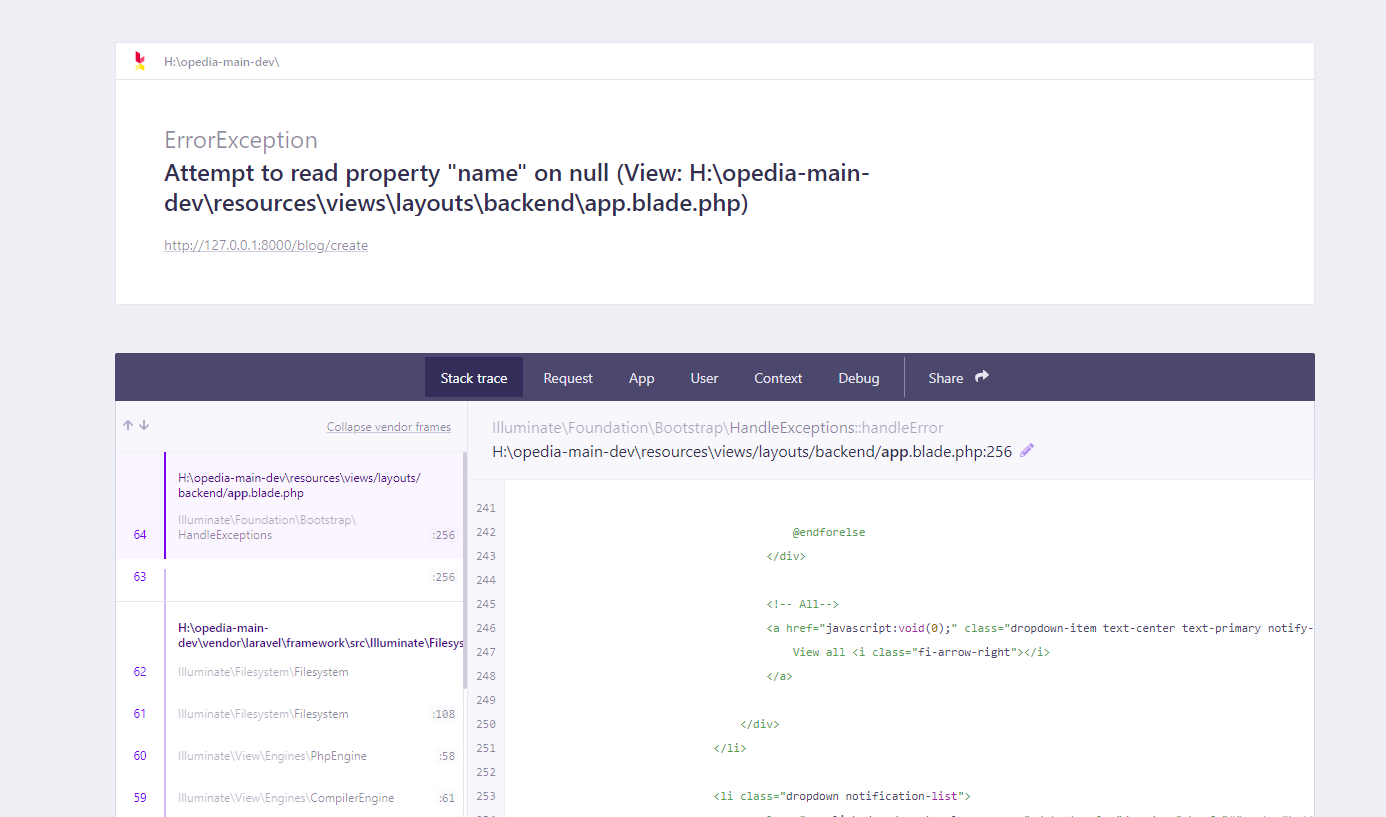 H:\opedia-main-dev\
ErrorException
Attempt to read property "name" on null (View: H:\opedia-main-
dev\resources\views\layouts\backend\app.blade.php)
http://127.0.0.1:8000/blog/create
Stack trace Request App User Context Debug Share
Collapse vendor frames
H:\opedia-main-dev\resources\views/layouts/
backend/app.blade.php
Illuminate\Foundation\Bootstrap\
64 HandleExceptions :256
63 :256
H:\opedia-main-
dev\vendor\laravel\framework\src\Illuminate\Filesys
62 Illuminate\Filesystem\Filesystem
61 Illuminate\Filesystem\Filesystem :108
60 Illuminate\View\Engines\PhpEngine :58
59 Illuminate\View\Engines\CompilerEngine :61
Illuminate\Foundation\Bootstrap\HandleExceptions::handleError
H:\opedia-main-dev\resources\views/layouts/backend/app.blade.php:256
241
242 @endforelse
243 </div>
244
245 <!-- All-->
246 <a href="javascript:void(0);" class="dropdown-item text-center text-primary notify-
247 View all <i class="fi-arrow-right"></i>
248 </a>
249
250 </div>
251 </li>
252
253 <li class="dropdown notification-list">